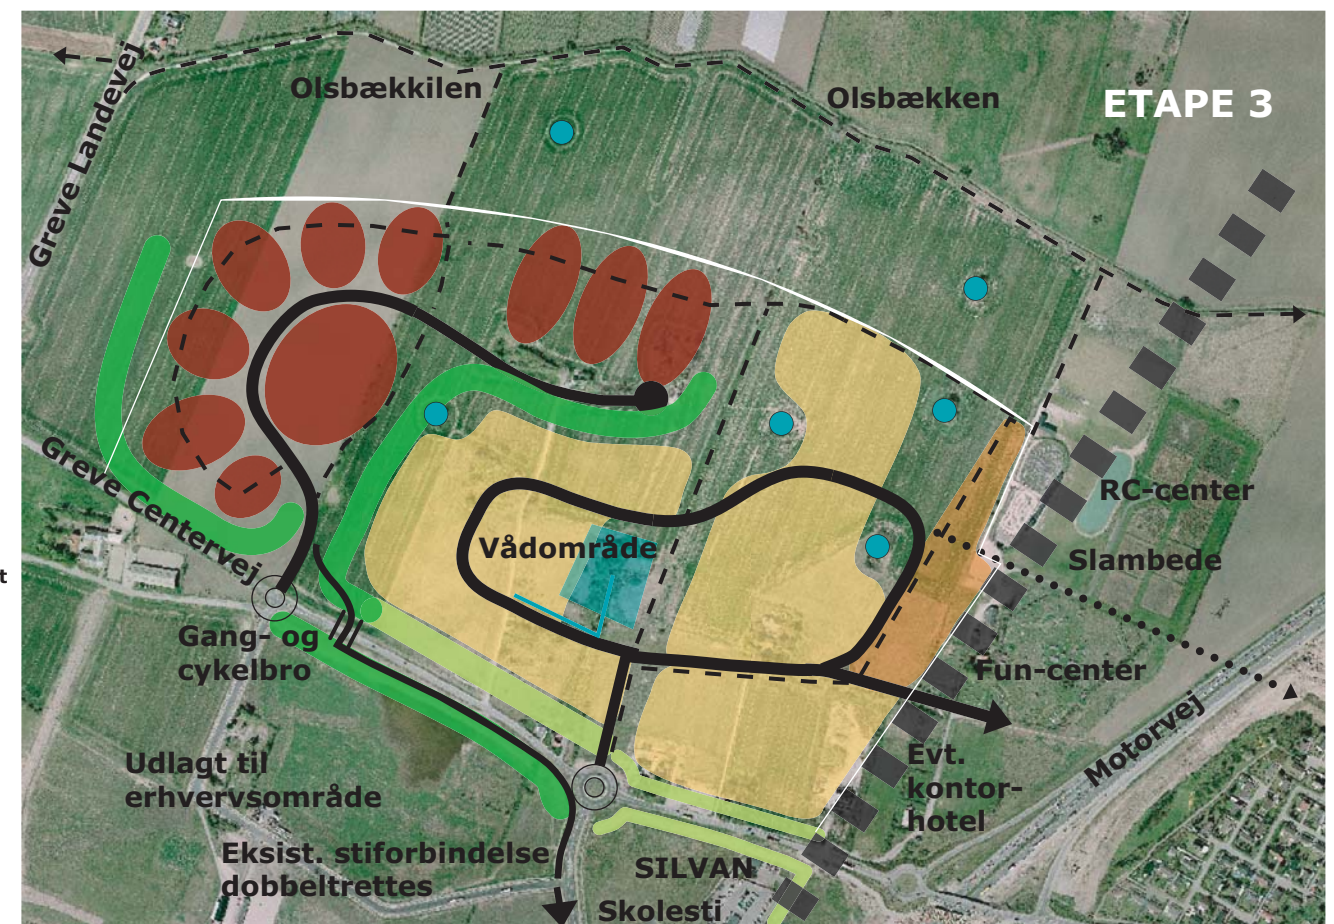 Greve Landevej
Olsbækkilen
Olsbækken
ETAPE 3
Greve Centervej
RC-center
t
Vådområde
Slambede
Gang- og
cykelbro
Fun-center
Motorvej
Udlagt til
erhvervsområde
Evt.
kontor-
hotel
Eksist. stiforbindelse
dobbeltrettes
SILVAN
Skolesti